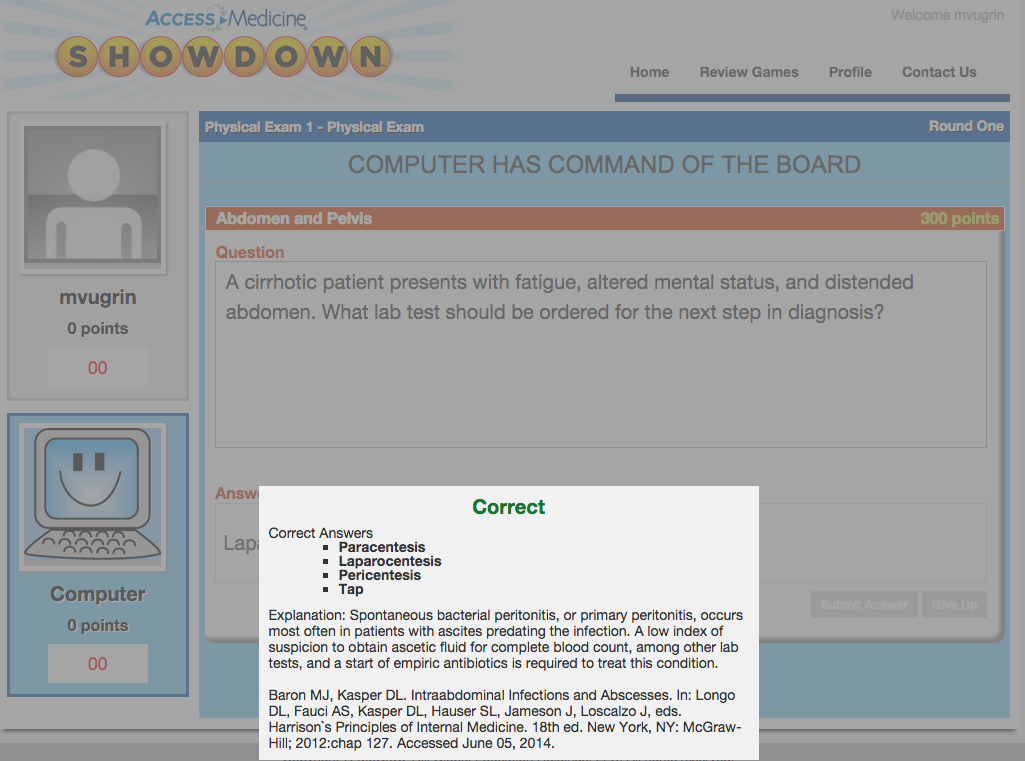 ACCESS Medicine
Welcome mvugrin
SHOWDOWN
Home Review Games Profile Contact Us
Physical Exam 1 - Physical Exam Round One
COMPUTER HAS COMMAND OF THE BOARD
mvugrin
0 points
00
Computer
0 points
00
Abdomen and Pelvis 300 points
Question
A cirrhotic patient presents with fatigue, altered mental status, and distended
abdomen. What lab test should be ordered for the next step in diagnosis?
Submit Answer Give Up
Correct
Correct Answers
Paracentesis
Laparocentesis
Pericentesis
Tap
Explanation: Spontaneous bacterial peritonitis, or primary peritonitis, occurs
most often in patients with ascites predating the infection. A low index of
suspicion to obtain ascetic fluid for complete blood count, among other lab
tests, and a start of empiric antibiotics is required to treat this condition.
Baron MJ, Kasper DL. Intraabdominal Infections and Abscesses. In: Longo
DL, Fauci AS, Kasper DL, Hauser SL, Jameson J, Loscalzo J, eds.
Harrison`s Principles of Internal Medicine. 18th ed. New York, NY: McGraw-
Hill; 2012:chap 127. Accessed June 05, 2014.